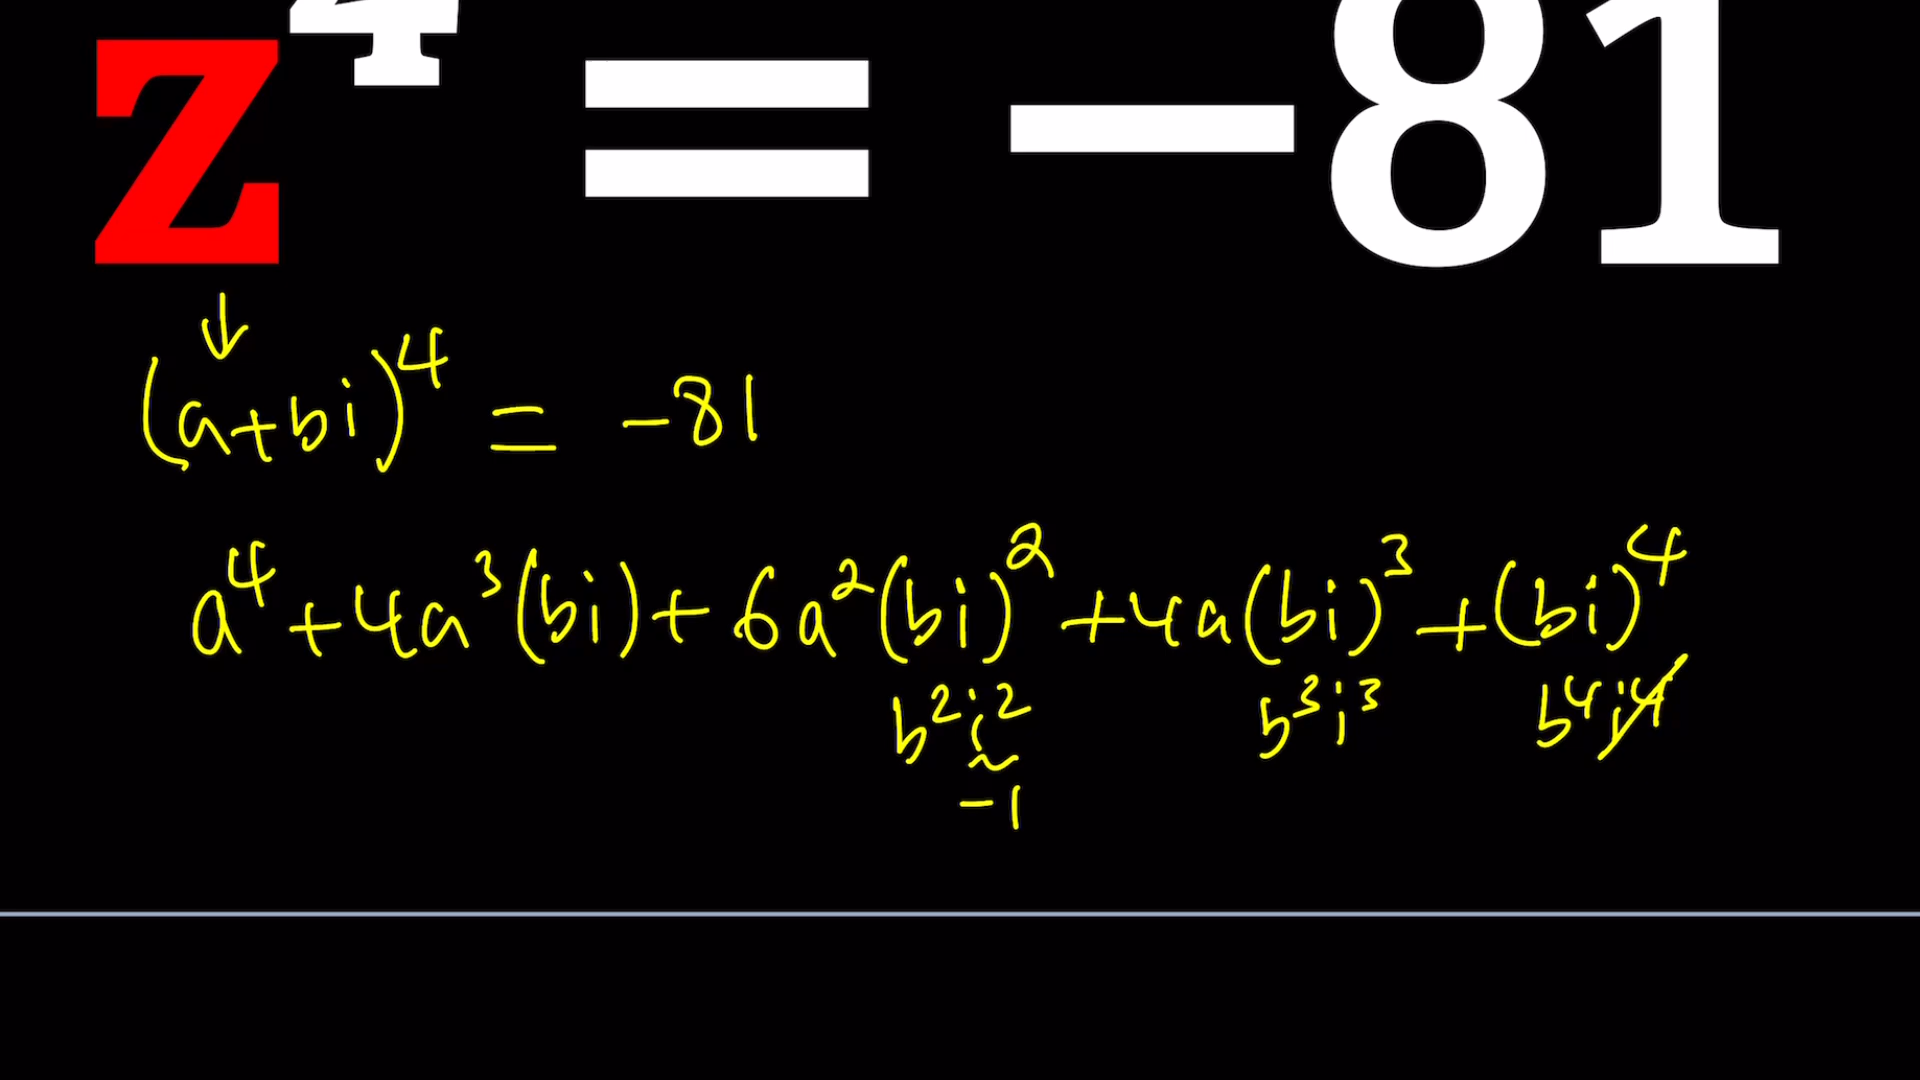 z⁴ = −81
(a+bi)⁴ = −81
a⁴ + 4a³(bi) + 6a²(bi)² + 4a(bi)³ + (bi)⁴
b²i² b³i³ b⁴i⁴
−1